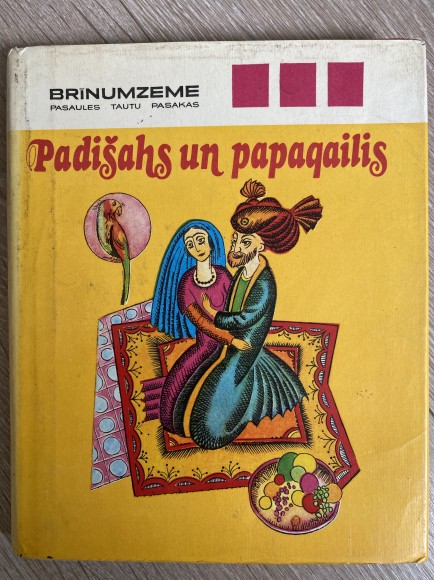 BRĪNUMZEME
PASAULES TAUTU PASAKAS
Padišahs un papagailis